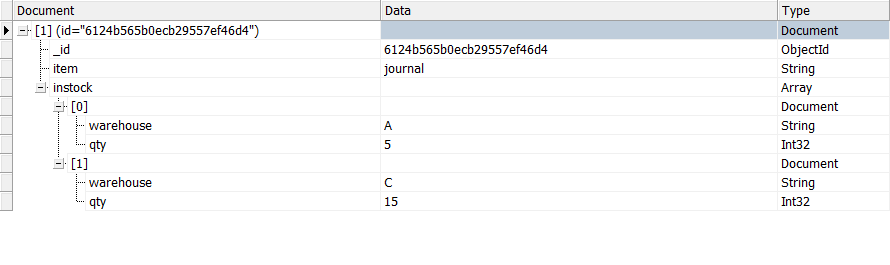 Document Data Type
[1] (id="6124b565b0ecb29557ef46d4") Document
_id 6124b565b0ecb29557ef46d4 ObjectId
item journal String
instock Array
[0] Document
warehouse A String
qty 5 Int32
[1] Document
warehouse C String
qty 15 Int32